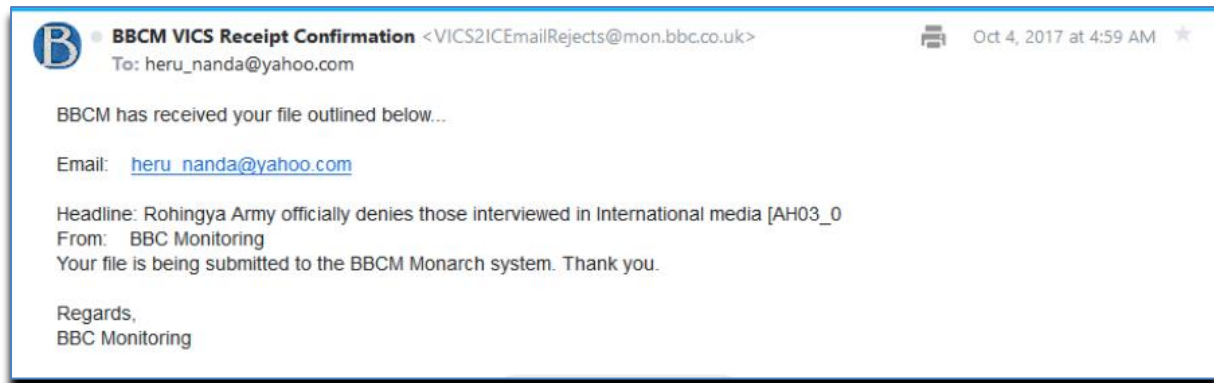 B
BBCM VICS Receipt Confirmation <VICS2ICEmailRejects@mon.bbc.co.uk> Oct 4, 2017 at 4:59 AM
To: heru_nanda@yahoo.com
BBCM has received your file outlined below...
Email: heru_nanda@yahoo.com
Headline: Rohingya Army officially denies those interviewed in International media [AH03_0
From: BBC Monitoring
Your file is being submitted to the BBCM Monarch system. Thank you.
Regards,
BBC Monitoring